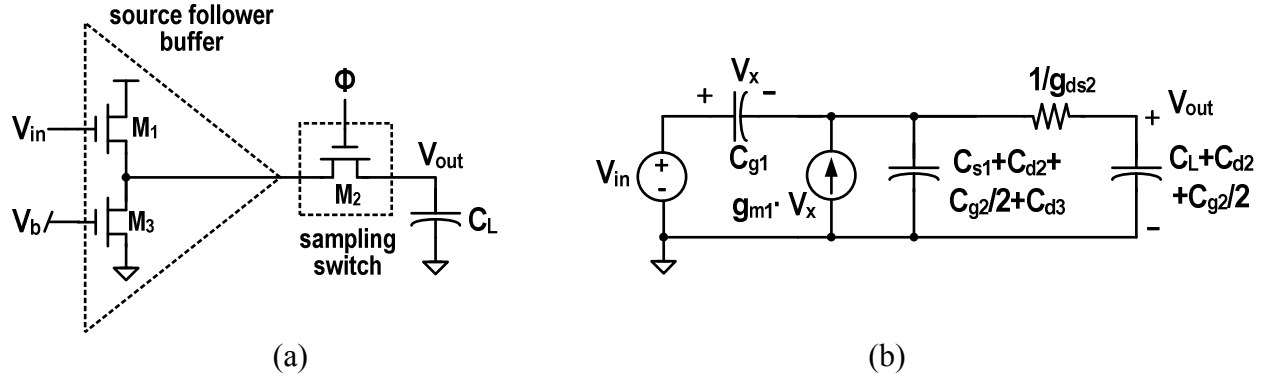 source follower
buffer
Φ
V_in
M_1
V_out
M_2
V_b
M_3
C_L
sampling
switch
(a)
V_x
+ -
C_g1
1/g_ds2
+
V_out
V_in
+
-
g_m1· V_x
C_s1+C_d2+
C_g2/2+C_d3
C_L+C_d2
+C_g2/2
-
(b)